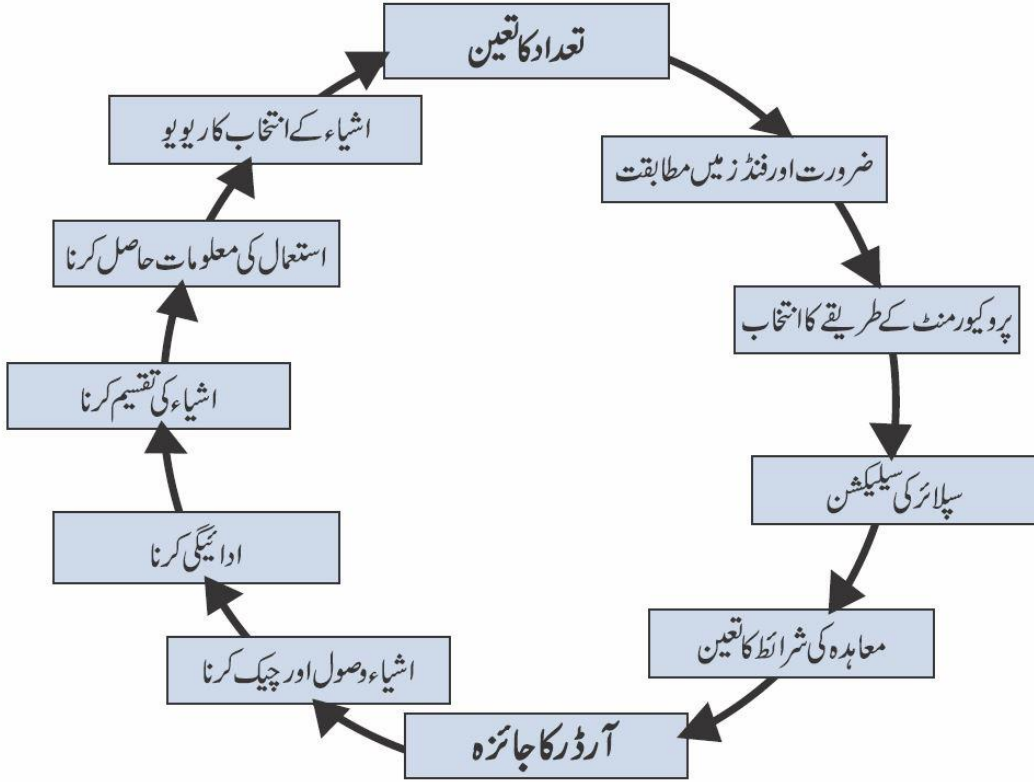 تعداد کا تعین
ضرورت اور فنڈز میں مطابقت
پروکیورمنٹ کے طریقے کا انتخاب
سپلائر کی سیلیکشن
معاہدہ کی شرائط کا تعین
آرڈر کا جائزہ
اشیاء وصول اور چیک کرنا
ادائیگی کرنا
اشیاء کی تقسیم کرنا
استعمال کی معلومات حاصل کرنا
اشیاء کے انتخاب کا ریویو